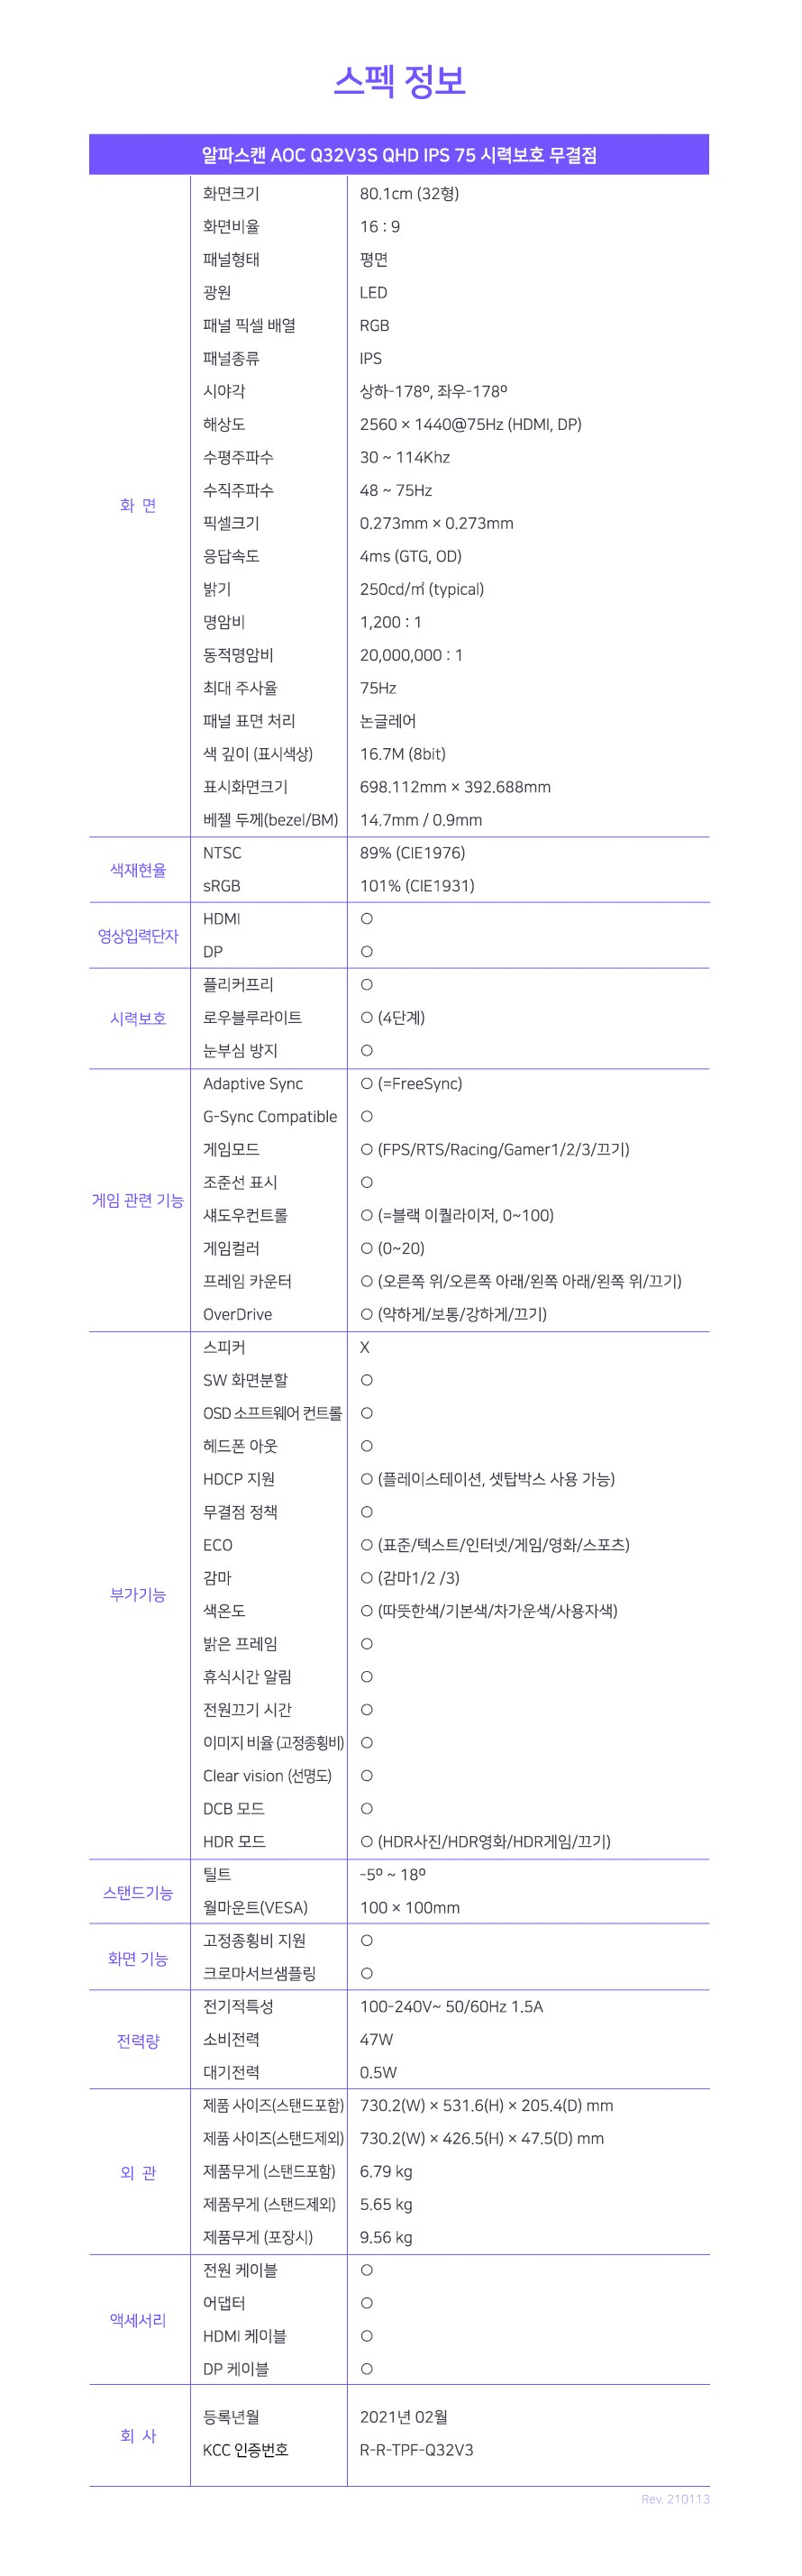 스펙 정보
알파스캔 AOC Q32V3S QHD IPS 75 시력보호 무결점
화 면
화면크기 80.1cm (32형)
화면비율 16 : 9
패널형태 평면
광원 LED
패널 픽셀 배열 RGB
패널종류 IPS
시야각 상하-178º, 좌우-178º
해상도 2560 × 1440@75Hz (HDMI, DP)
수평주파수 30 ~ 114Khz
수직주파수 48 ~ 75Hz
픽셀크기 0.273mm × 0.273mm
응답속도 4ms (GTG, OD)
밝기 250cd/㎡ (typical)
명암비 1,200 : 1
동적명암비 20,000,000 : 1
최대 주사율 75Hz
패널 표면 처리 논글레어
색 깊이 (표시색상) 16.7M (8bit)
표시화면크기 698.112mm × 392.688mm
베젤 두께(bezel/BM) 14.7mm / 0.9mm
색재현율
NTSC 89% (CIE1976)
sRGB 101% (CIE1931)
영상입력단자
HDMI ○
DP ○
시력보호
플리커프리 ○
로우블루라이트 ○ (4단계)
눈부심 방지 ○
게임 관련 기능
Adaptive Sync ○ (=FreeSync)
G-Sync Compatible ○
게임모드 ○ (FPS/RTS/Racing/Gamer1/2/3/끄기)
조준선 표시 ○
섀도우컨트롤 ○ (=블랙 이퀄라이저, 0~100)
게임컬러 ○ (0~20)
프레임 카운터 ○ (오른쪽 위/오른쪽 아래/왼쪽 아래/왼쪽 위/끄기)
OverDrive ○ (약하게/보통/강하게/끄기)
부가기능
스피커 X
SW 화면분할 ○
OSD 소프트웨어 컨트롤 ○
헤드폰 아웃 ○
HDCP 지원 ○ (플레이스테이션, 셋탑박스 사용 가능)
무결점 정책 ○
ECO ○ (표준/텍스트/인터넷/게임/영화/스포츠)
감마 ○ (감마1/2 /3)
색온도 ○ (따뜻한색/기본색/차가운색/사용자색)
밝은 프레임 ○
휴식시간 알림 ○
전원끄기 시간 ○
이미지 비율 (고정종횡비) ○
Clear vision (선명도) ○
DCB 모드 ○
HDR 모드 ○ (HDR사진/HDR영화/HDR게임/끄기)
스탠드기능
틸트 -5º ~ 18º
월마운트(VESA) 100 × 100mm
화면 기능
고정종횡비 지원 ○
크로마서브샘플링 ○
전력량
전기적특성 100-240V~ 50/60Hz 1.5A
소비전력 47W
대기전력 0.5W
외 관
제품 사이즈(스탠드포함) 730.2(W) × 531.6(H) × 205.4(D) mm
제품 사이즈(스탠드제외) 730.2(W) × 426.5(H) × 47.5(D) mm
제품무게 (스탠드포함) 6.79 kg
제품무게 (스탠드제외) 5.65 kg
제품무게 (포장시) 9.56 kg
액세서리
전원 케이블 ○
어댑터 ○
HDMI 케이블 ○
DP 케이블 ○
회 사
등록년월 2021년 02월
KCC 인증번호 R-R-TPF-Q32V3
Rev. 210113